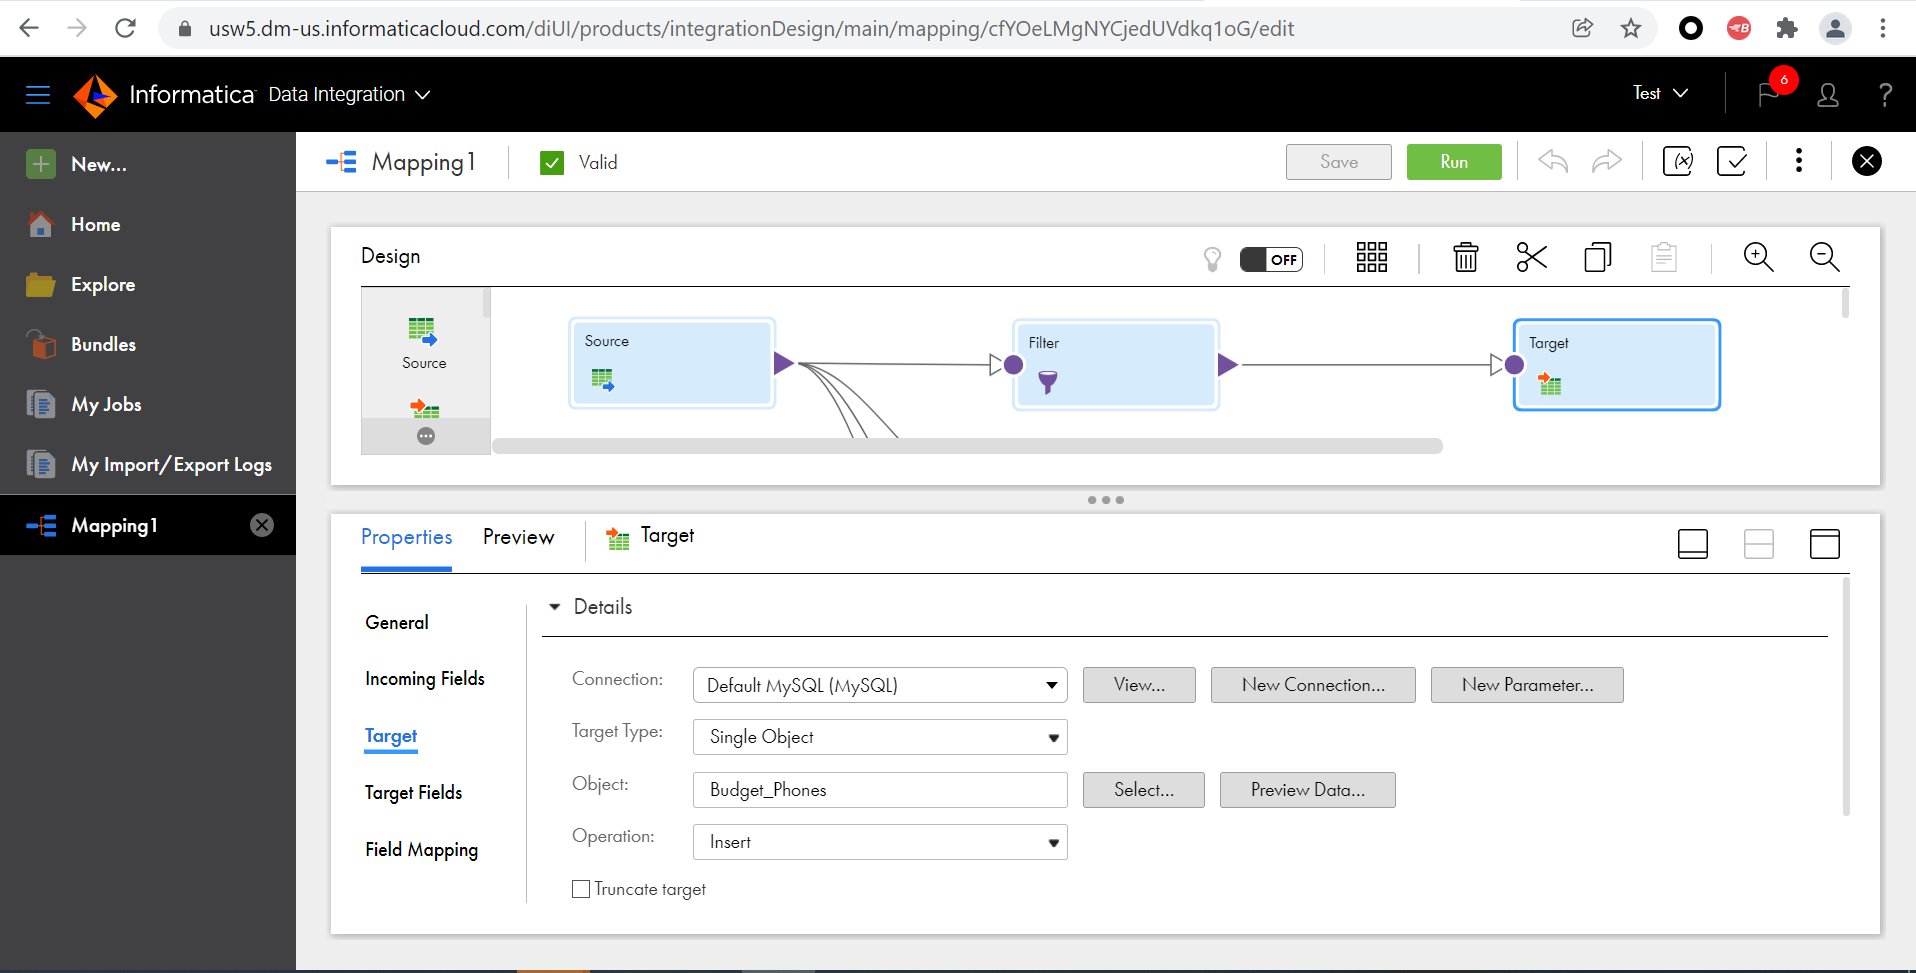 usw5.dm-us.informaticacloud.com/diUI/products/integrationDesign/main/mapping/cfYOeLMgNYCjedUVdkq1oG/edit
Informatica Data Integration
Test
6
?
New...
Home
Explore
Bundles
My Jobs
My Import/Export Logs
Mapping1
Mapping1
Valid
Save
Run
(x)
Design
OFF
Source
Source
Filter
Target
Properties
Preview
Target
General
Incoming Fields
Target
Target Fields
Field Mapping
Details
Connection: Default MySQL (MySQL) View... New Connection... New Parameter...
Target Type: Single Object
Object: Budget_Phones Select... Preview Data...
Operation: Insert
Truncate target